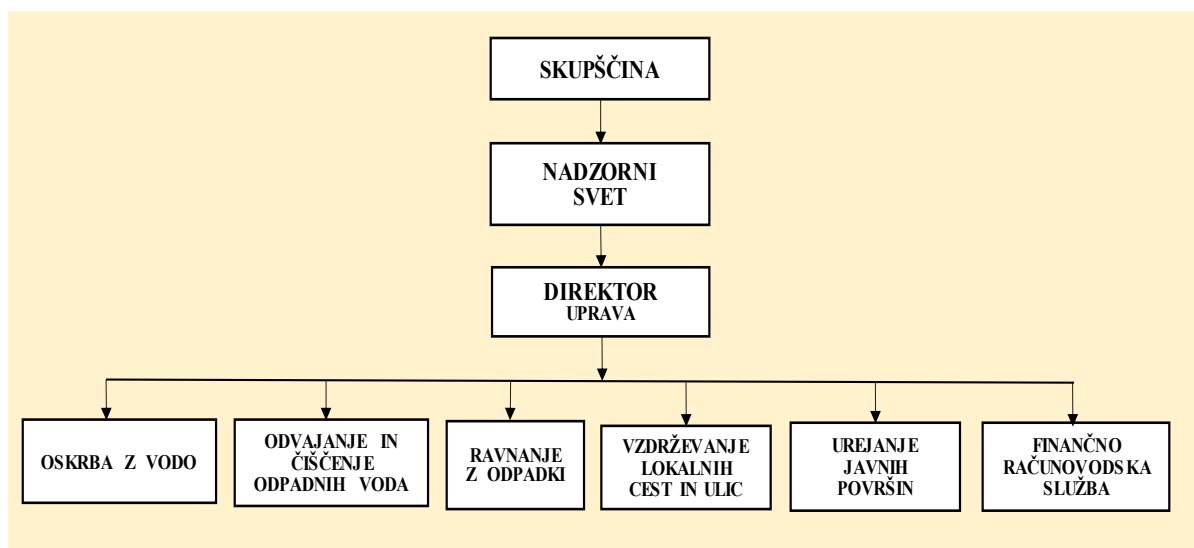 SKUPŠČINA
NADZORNI
SVET
DIREKTOR
UPRAVA
OSKRBA Z VODO
ODVAJANJE IN
ČIŠČENJE
ODPADNIH VODA
RAVNANJE
Z ODPADKI
VZDRŽEVANJE
LOKALNIH
CEST IN ULIC
UREJANJE
JAVNIH
POVRŠIN
FINANČNO
RAČUNOVODSKA
SLUŽBA